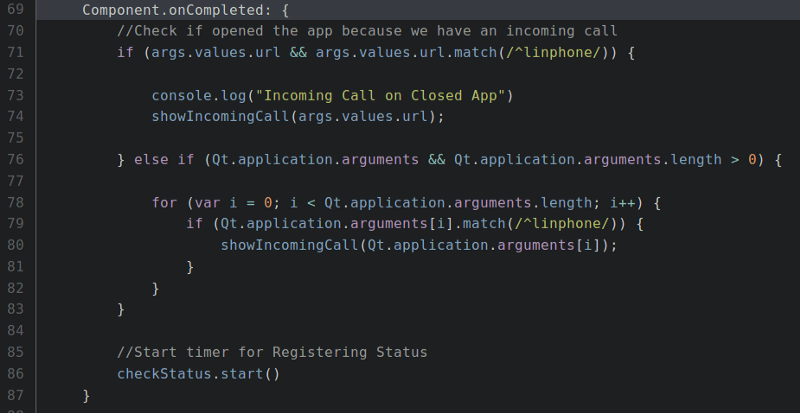 69 Component.onCompleted: {
70 //Check if opened the app because we have an incoming call
71 if (args.values.url && args.values.url.match(/^linphone/)) {
72
73 console.log("Incoming Call on Closed App")
74 showIncomingCall(args.values.url);
75
76 } else if (Qt.application.arguments && Qt.application.arguments.length > 0) {
77
78 for (var i = 0; i < Qt.application.arguments.length; i++) {
79 if (Qt.application.arguments[i].match(/^linphone/)) {
80 showIncomingCall(Qt.application.arguments[i]);
81 }
82 }
83 }
84
85 //Start timer for Registering Status
86 checkStatus.start()
87 }